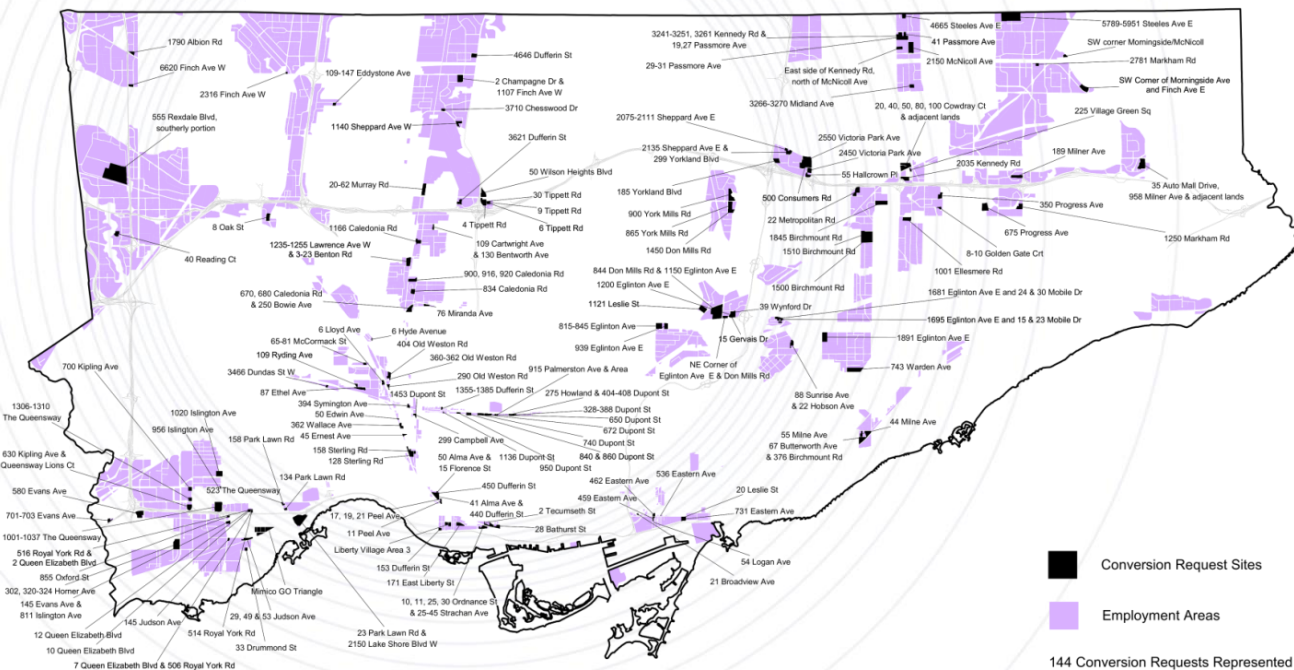 1790 Albion Rd
6620 Finch Ave W
2316 Finch Ave W
109-147 Eddystone Ave
4646 Dufferin St
2 Champagne Dr &
1107 Finch Ave W
3710 Chesswood Dr
1140 Sheppard Ave W
3621 Dufferin St
555 Rexdale Blvd,
southerly portion
20-62 Murray Rd
50 Wilson Heights Blvd
30 Tippett Rd
9 Tippett Rd
6 Tippett Rd
4 Tippett Rd
8 Oak St
1166 Caledonia Rd
40 Reading Ct
1235-1255 Lawrence Ave W
& 3-23 Benton Rd
109 Cartwright Ave
& 130 Bentworth Ave
900, 916, 920 Caledonia Rd
834 Caledonia Rd
670, 680 Caledonia Rd
& 250 Bowie Ave
76 Miranda Ave
3241-3251, 3261 Kennedy Rd &
19,27 Passmore Ave
29-31 Passmore Ave
4665 Steeles Ave E
41 Passmore Ave
2150 McNicoll Ave
5789-5951 Steeles Ave E
SW corner Morningside/McNicoll
2781 Markham Rd
SW Corner of Morningside Ave
and Finch Ave E
East side of Kennedy Rd,
north of McNicoll Ave
3266-3270 Midland Ave
20, 40, 50, 80, 100 Cowdray Ct
& adjacent lands
225 Village Green Sq
2075-2111 Sheppard Ave E
2135 Sheppard Ave E &
299 Yorkland Blvd
2550 Victoria Park Ave
2450 Victoria Park Ave
55 Hallcrown Pl
2035 Kennedy Rd
189 Milner Ave
185 Yorkland Blvd
500 Consumers Rd
35 Auto Mall Drive,
958 Milner Ave & adjacent lands
900 York Mills Rd
865 York Mills Rd
1450 Don Mills Rd
22 Metropolitan Rd
1845 Birchmount Rd
1510 Birchmount Rd
350 Progress Ave
675 Progress Ave
1250 Markham Rd
8-10 Golden Gate Crt
1001 Ellesmere Rd
844 Don Mills Rd & 1150 Eglinton Ave E
1200 Eglinton Ave E
1500 Birchmount Rd
1121 Leslie St
39 Wynford Dr
1681 Eglinton Ave E and 24 & 30 Mobile Dr
1695 Eglinton Ave E and 15 & 23 Mobile Dr
815-845 Eglinton Ave
939 Eglinton Ave E
15 Gervais Dr
1891 Eglinton Ave E
NE Corner of
Eglinton Ave E & Don Mills Rd
743 Warden Ave
88 Sunrise Ave
& 22 Hobson Ave
44 Milne Ave
55 Milne Ave
67 Butterworth Ave
& 376 Birchmount Rd
6 Lloyd Ave
6 Hyde Avenue
65-81 McCormack St
404 Old Weston Rd
109 Ryding Ave
360-362 Old Weston Rd
3466 Dundas St W
290 Old Weston Rd
915 Palmerston Ave & Area
87 Ethel Ave
1453 Dupont St
1355-1385 Dufferin St
275 Howland & 404-408 Dupont St
394 Symington Ave
328-388 Dupont St
50 Edwin Ave
650 Dupont St
362 Wallace Ave
672 Dupont St
45 Ernest Ave
299 Campbell Ave
740 Dupont St
158 Sterling Rd
1136 Dupont St
840 & 860 Dupont St
128 Sterling Rd
50 Alma Ave &
15 Florence St
950 Dupont St
700 Kipling Ave
1306-1310
The Queensway
1020 Islington Ave
956 Islington Ave
158 Park Lawn Rd
134 Park Lawn Rd
630 Kipling Ave &
Queensway Lions Ct
523 The Queensway
580 Evans Ave
701-703 Evans Ave
1001-1037 The Queensway
516 Royal York Rd &
2 Queen Elizabeth Blvd
855 Oxford St
302, 320-324 Horner Ave
145 Evans Ave &
811 Islington Ave
12 Queen Elizabeth Blvd
10 Queen Elizabeth Blvd
7 Queen Elizabeth Blvd & 506 Royal York Rd
145 Judson Ave
514 Royal York Rd
33 Drummond St
29, 49 & 53 Judson Ave
Mimico GO Triangle
23 Park Lawn Rd &
2150 Lake Shore Blvd W
450 Dufferin St
41 Alma Ave &
440 Dufferin St
17, 19, 21 Peel Ave
11 Peel Ave
Liberty Village Area 3
153 Dufferin St
171 East Liberty St
10, 11, 25, 30 Ordnance St
& 25-45 Strachan Ave
2 Tecumseth St
28 Bathurst St
462 Eastern Ave
459 Eastern Ave
536 Eastern Ave
20 Leslie St
731 Eastern Ave
54 Logan Ave
21 Broadview Ave
Conversion Request Sites
Employment Areas
144 Conversion Requests Represented